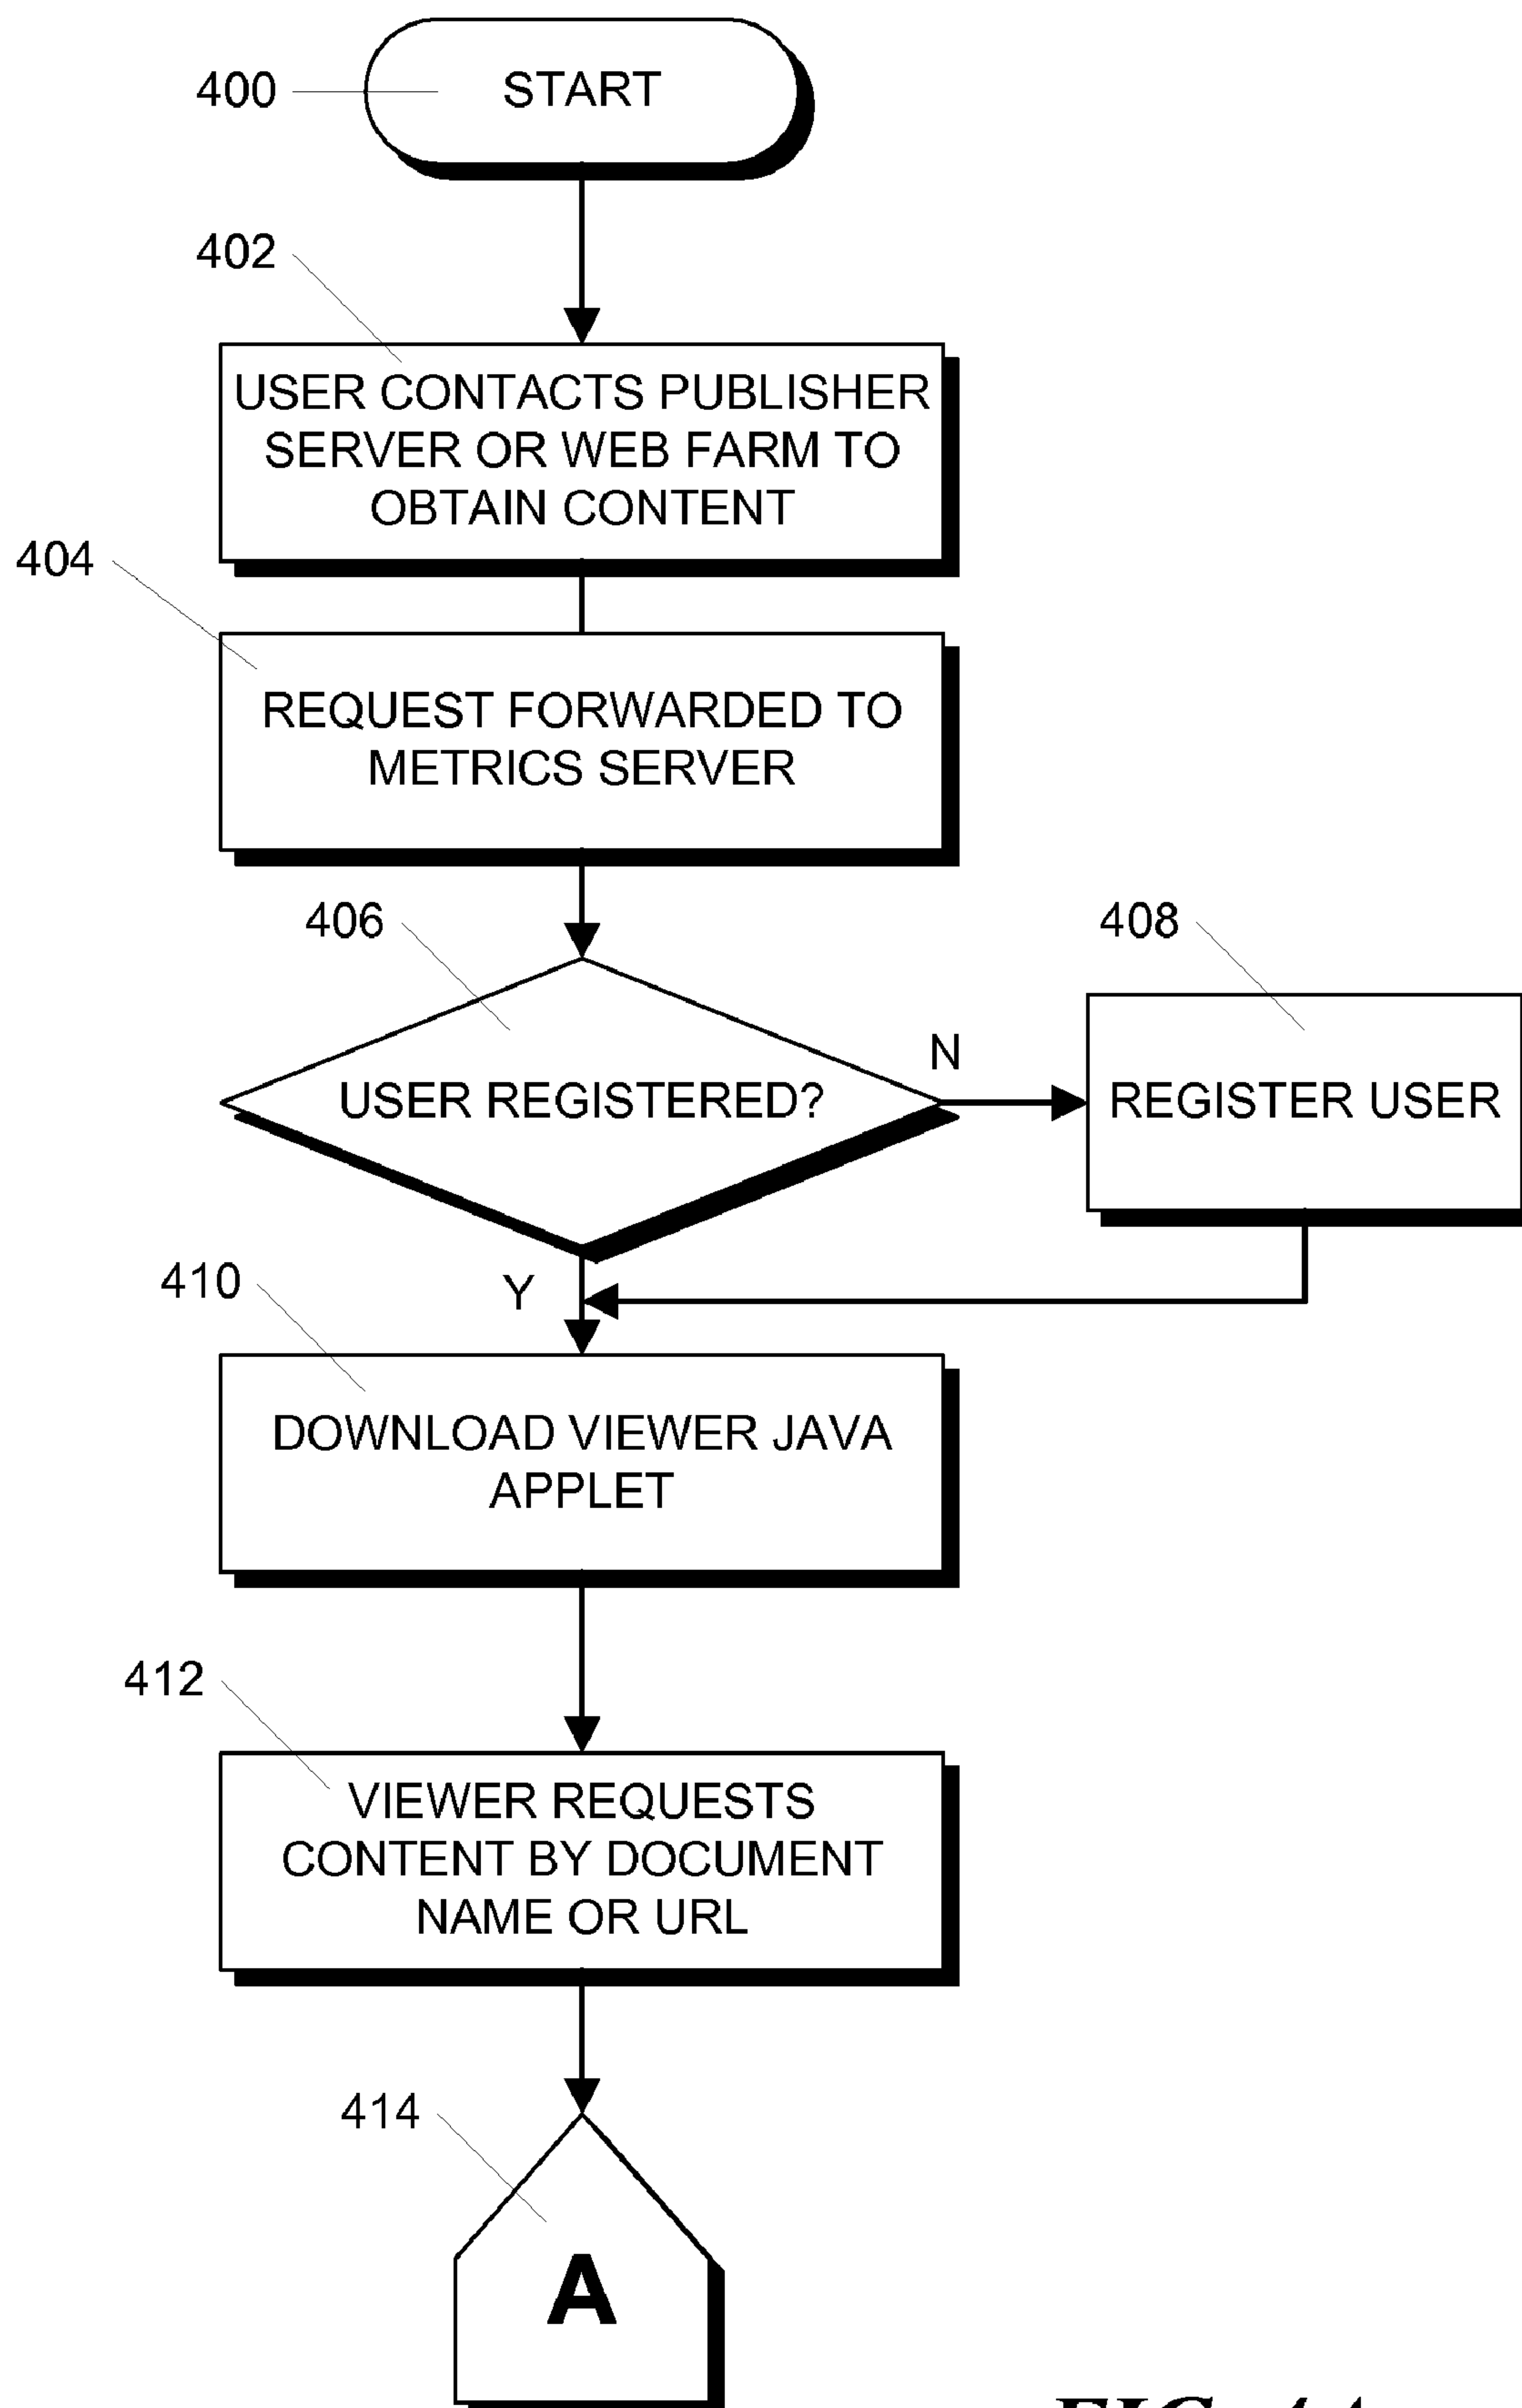 400
START
402
USER CONTACTS PUBLISHER
SERVER OR WEB FARM TO
OBTAIN CONTENT
404
REQUEST FORWARDED TO
METRICS SERVER
406
408
N
USER REGISTERED?
REGISTER USER
410
Y
DOWNLOAD VIEWER JAVA
APPLET
412
VIEWER REQUESTS
CONTENT BY DOCUMENT
NAME OR URL
414
A